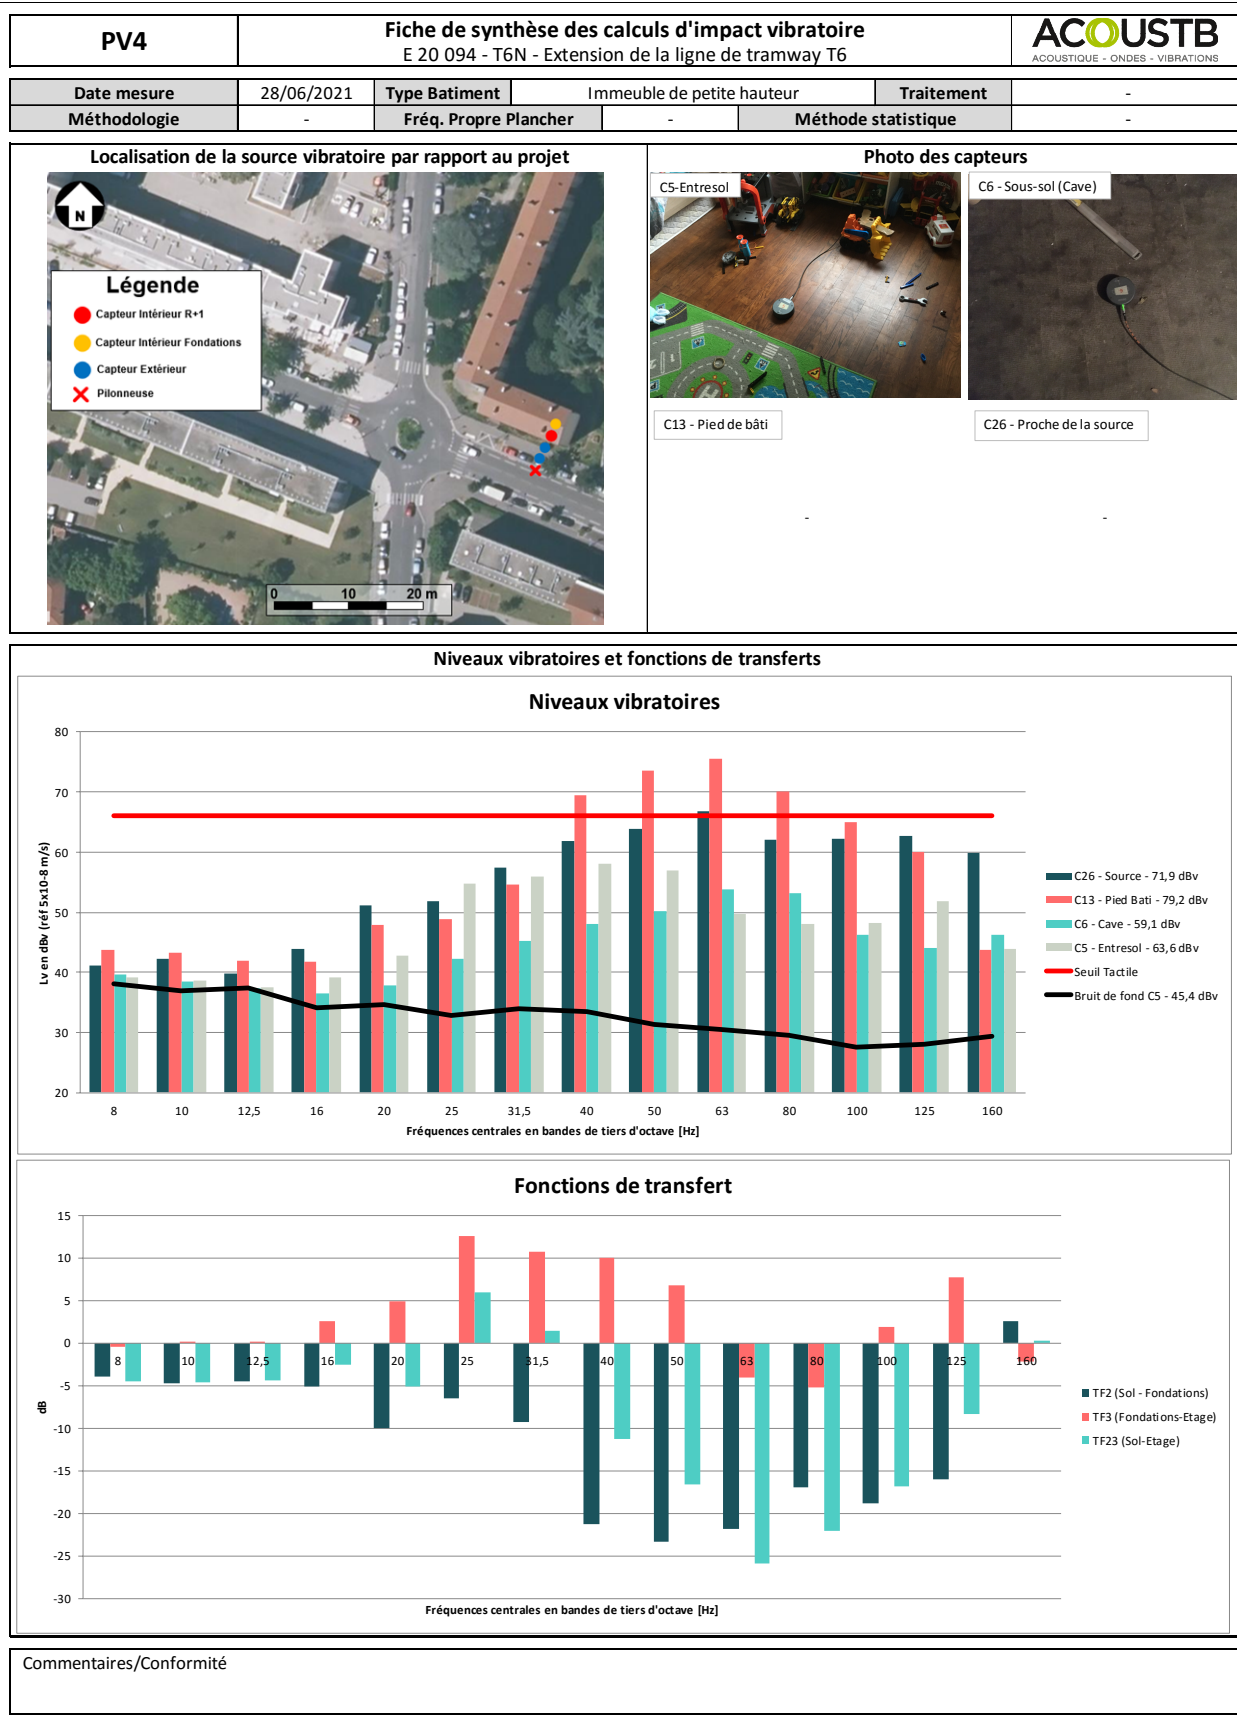 PV4
Fiche de synthèse des calculs d'impact vibratoire
E 20 094 - T6N - Extension de la ligne de tramway T6
ACOUSTB
ACOUSTIQUE - ONDES - VIBRATIONS
Date mesure 28/06/2021 Type Batiment Immeuble de petite hauteur Traitement -
Méthodologie - Fréq. Propre Plancher - Méthode statistique -
Localisation de la source vibratoire par rapport au projet
N
Légende
Capteur Intérieur R+1
Capteur Intérieur Fondations
Capteur Extérieur
Pilonneuse
0 10 20 m
Photo des capteurs
C5-Entresol
C6 - Sous-sol (Cave)
C13 - Pied de bâti
C26 - Proche de la source
- -
Niveaux vibratoires et fonctions de transferts
Niveaux vibratoires
Lv en dBv (réf 5x10-8 m/s)
80
70
60
50
40
30
20
8 10 12,5 16 20 25 31,5 40 50 63 80 100 125 160
Fréquences centrales en bandes de tiers d'octave [Hz]
C26 - Source - 71,9 dBv
C13 - Pied Bati - 79,2 dBv
C6 - Cave - 59,1 dBv
C5 - Entresol - 63,6 dBv
Seuil Tactile
Bruit de fond C5 - 45,4 dBv
Fonctions de transfert
dB
15
10
5
0
-5
-10
-15
-20
-25
-30
8 10 12,5 16 20 25 31,5 40 50 63 80 100 125 160
Fréquences centrales en bandes de tiers d'octave [Hz]
TF2 (Sol - Fondations)
TF3 (Fondations-Etage)
TF23 (Sol-Etage)
Commentaires/Conformité